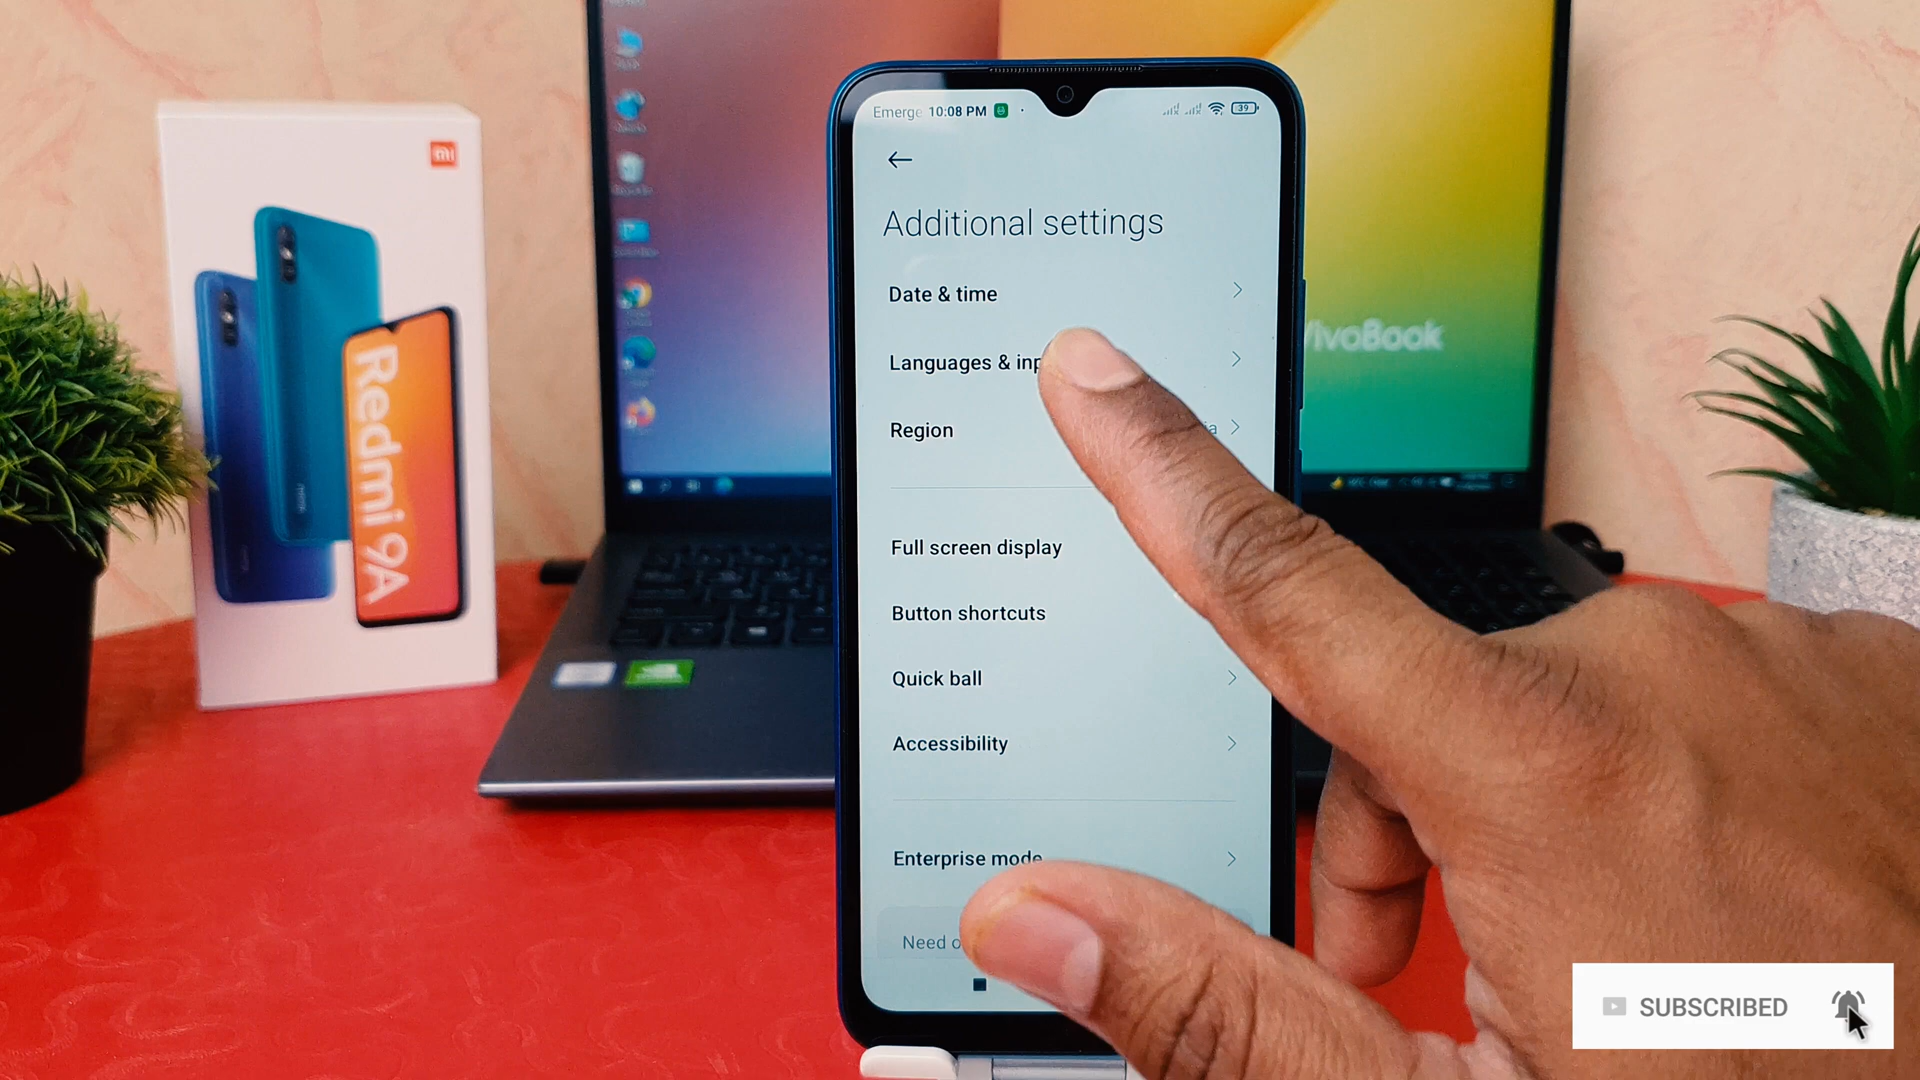 Emerge 10:08 PM
39
Additional settings
Date & time
Languages & inp
Region
Full screen display
Button shortcuts
Quick ball
Accessibility
Enterprise mode
Need o
mi
Redmi 9A
VivoBook
SUBSCRIBED